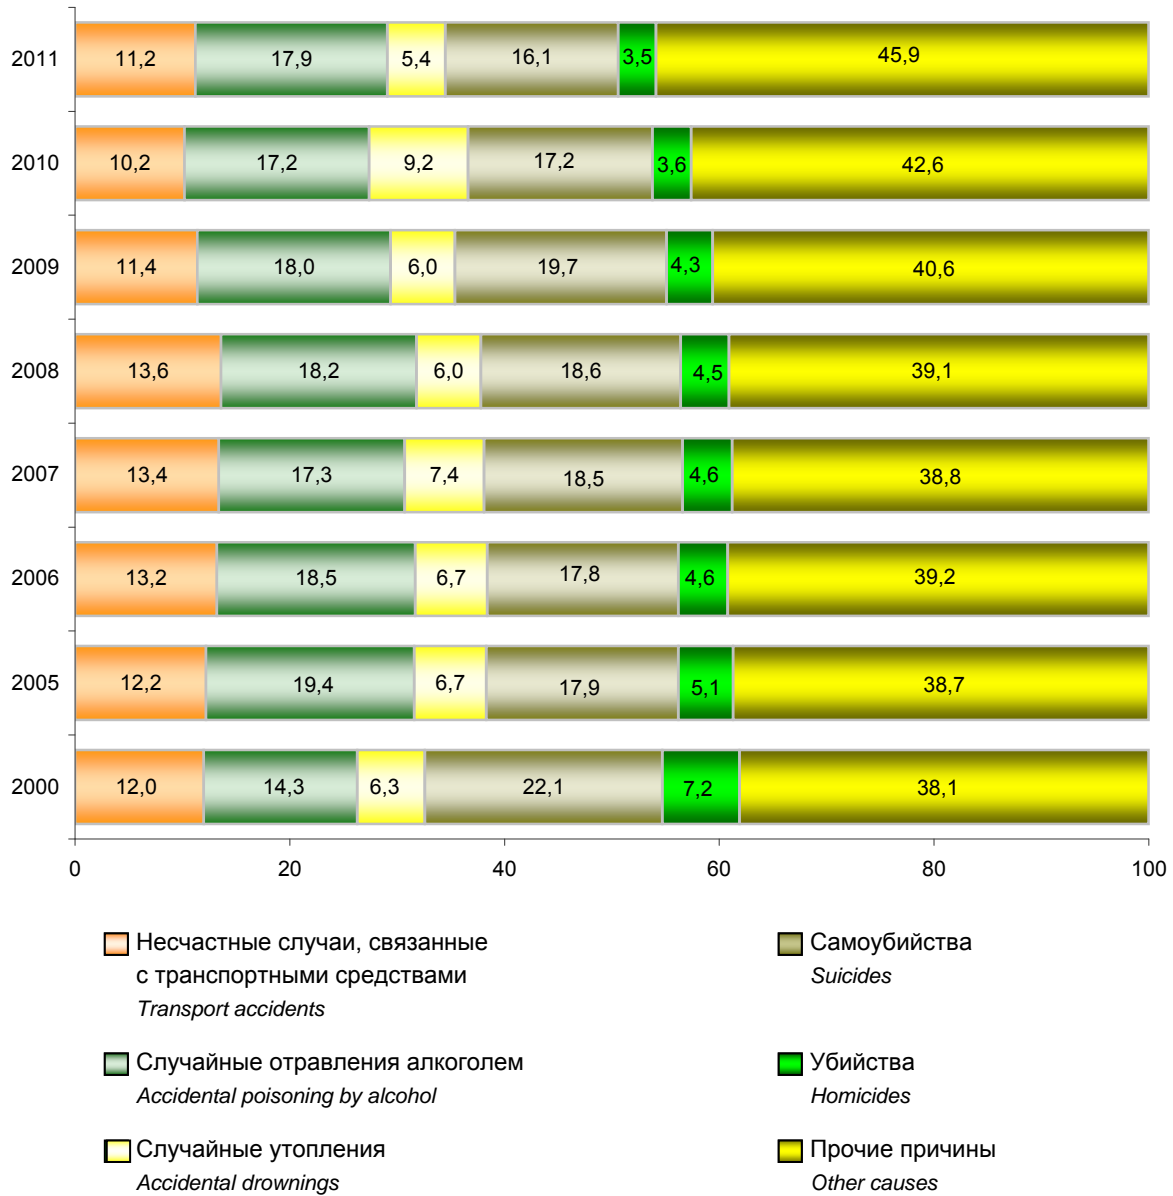 2011 11,2 17,9 5,4 16,1 3,5 45,9
2010 10,2 17,2 9,2 17,2 3,6 42,6
2009 11,4 18,0 6,0 19,7 4,3 40,6
2008 13,6 18,2 6,0 18,6 4,5 39,1
2007 13,4 17,3 7,4 18,5 4,6 38,8
2006 13,2 18,5 6,7 17,8 4,6 39,2
2005 12,2 19,4 6,7 17,9 5,1 38,7
2000 12,0 14,3 6,3 22,1 7,2 38,1
0 20 40 60 80 100
Несчастные случаи, связанные
с транспортными средствами
Transport accidents
Случайные отравления алкоголем
Accidental poisoning by alcohol
Случайные утопления
Accidental drownings
Самоубийства
Suicides
Убийства
Homicides
Прочие причины
Other causes